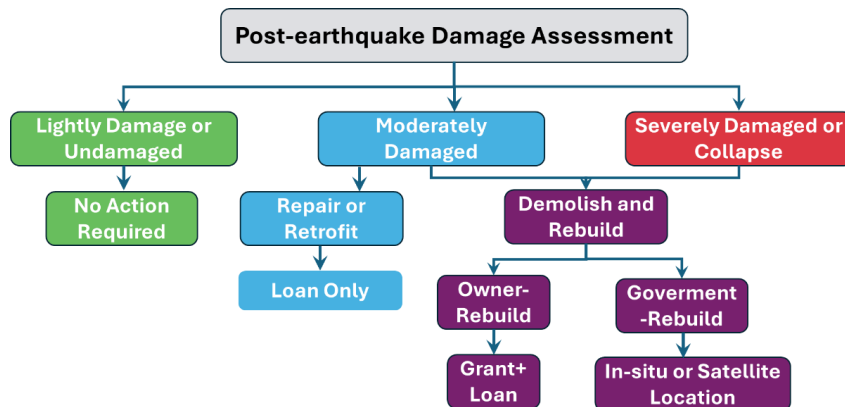 Post-earthquake Damage Assessment
Lightly Damage or
Undamaged
Moderately
Damaged
Severely Damaged or
Collapse
No Action
Required
Repair or
Retrofit
Demolish and
Rebuild
Loan Only
Owner-
Rebuild
Goverment
-Rebuild
Grant+
Loan
In-situ or Satellite
Location